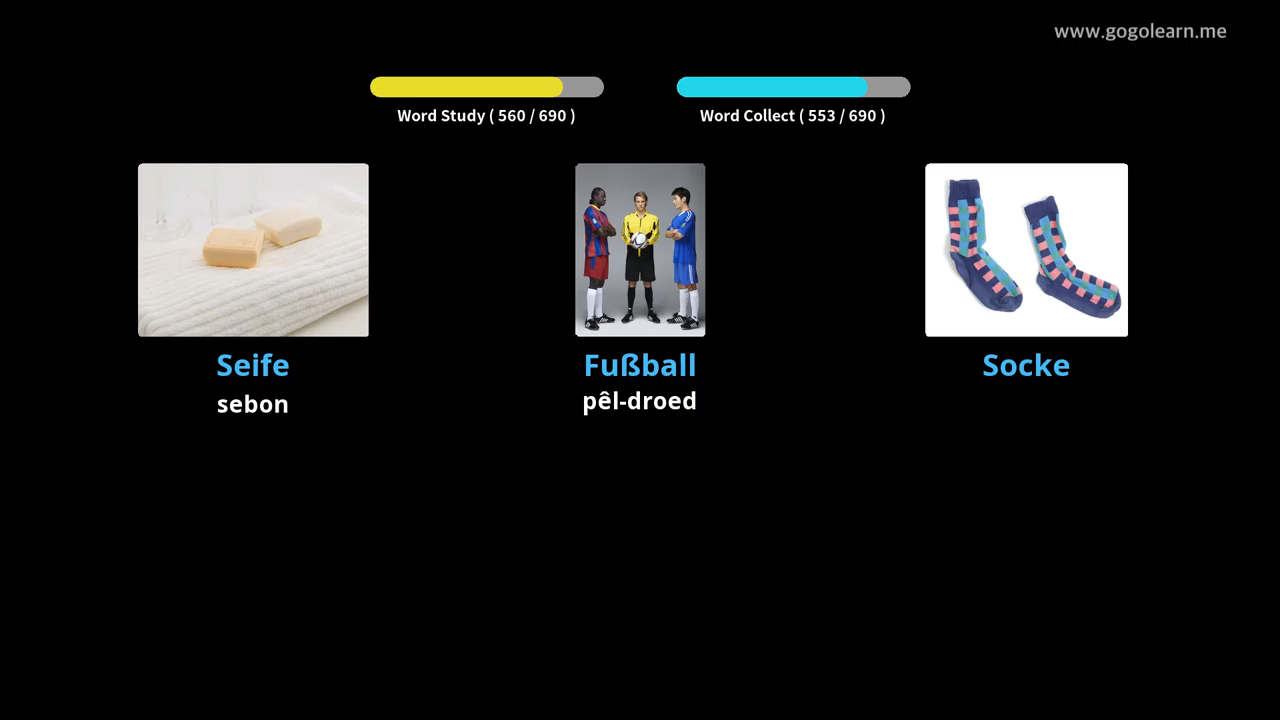 www.gogolearn.me
Word Study ( 560 / 690 )
Word Collect ( 553 / 690 )
Seife
Fußball
Socke
sebon
pêl-droed